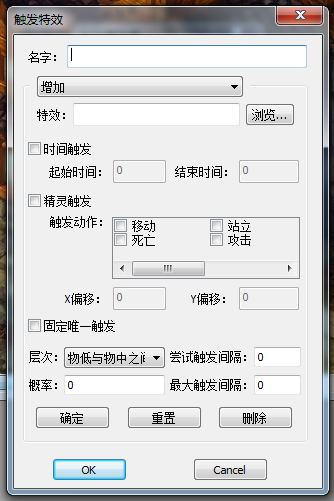 触发特效
名字：
增加
特效： 浏览...
时间触发
起始时间： 0 结束时间： 0
精灵触发
触发动作： 移动 站立
死亡 攻击
X偏移： 0 Y偏移： 0
固定唯一触发
层次： 物低与物中之间 尝试触发间隔： 0
概率： 0 最大触发间隔： 0
确定 重置 删除
OK Cancel